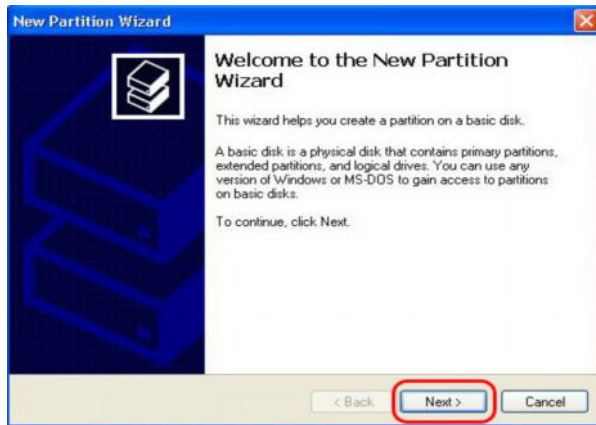 New Partition Wizard
Welcome to the New Partition
Wizard
This wizard helps you create a partition on a basic disk.
A basic disk is a physical disk that contains primary partitions,
extended partitions, and logical drives. You can use any
version of Windows or MS-DOS to gain access to partitions
on basic disks.
To continue, click Next.
< Back
Next >
Cancel